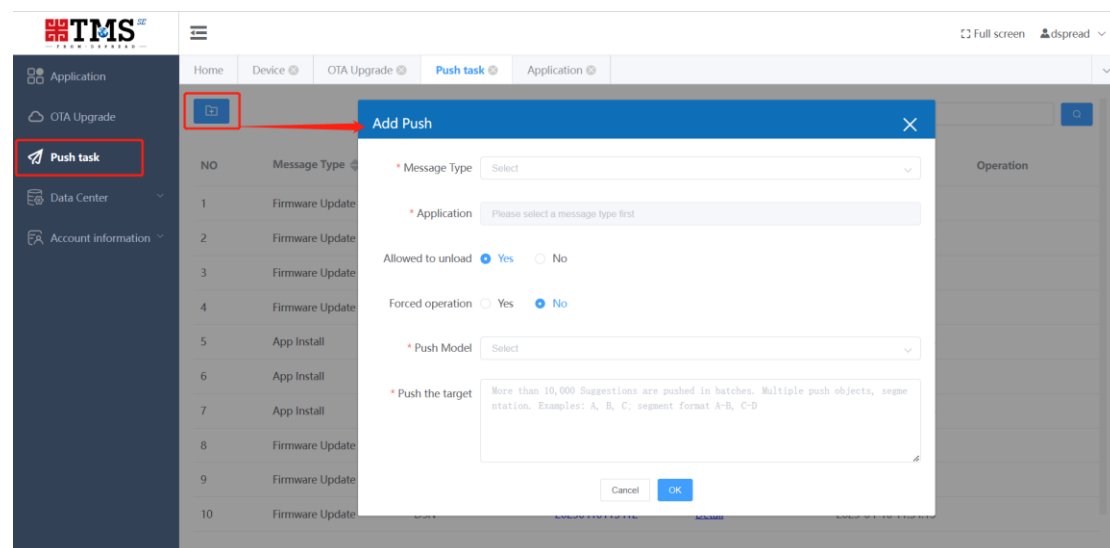 TMS SE
FROM·DSPREAD
Full screen
dspread
Application
OTA Upgrade
Push task
Data Center
Account information
Home
Device
OTA Upgrade
Push task
Application
Add Push
* Message Type
Select
* Application
Please select a message type first
Allowed to unload
Yes
No
Forced operation
Yes
No
* Push Model
Select
* Push the target
More than 10,000 Suggestions are pushed in batches. Multiple push objects, segme
ntation. Examples: A, B, C; segment format A-B, C-D
Cancel
OK
NO
Message Type
Operation
1
Firmware Update
2
Firmware Update
3
Firmware Update
4
Firmware Update
5
App Install
6
App Install
7
App Install
8
Firmware Update
9
Firmware Update
10
Firmware Update